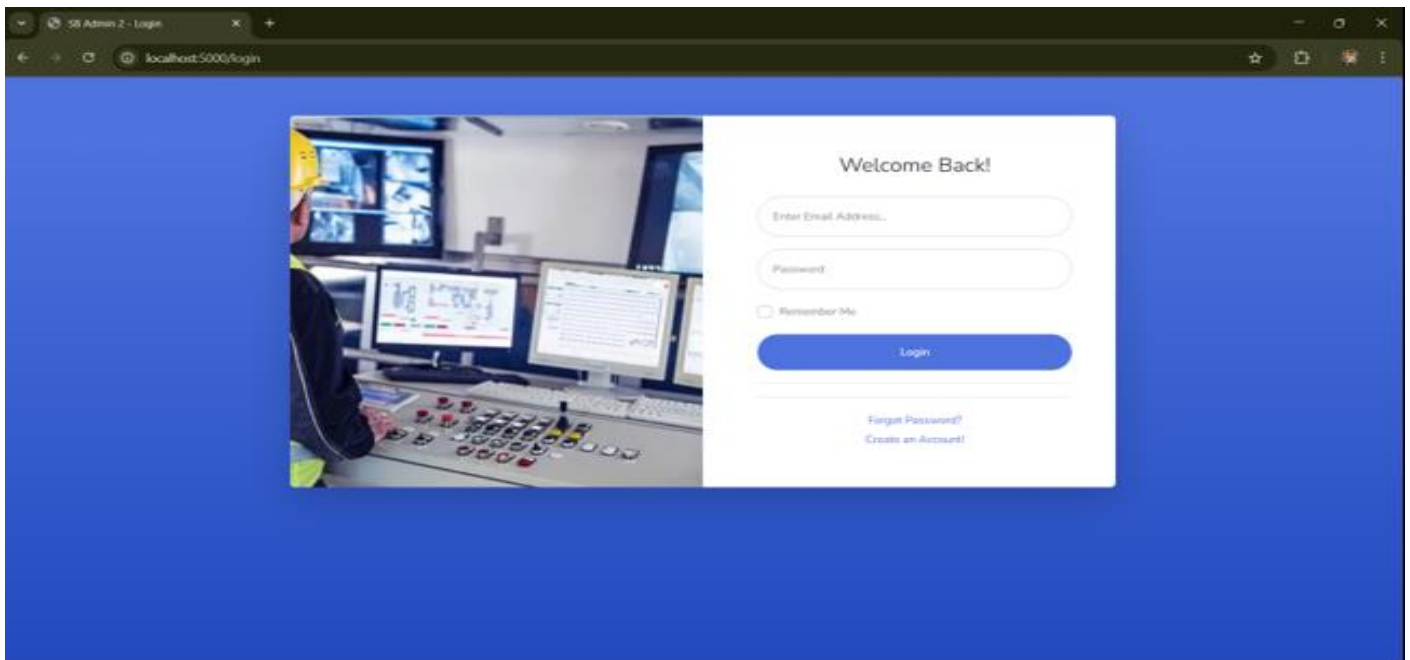 SB Admin 2 - Login
localhost:5000/login
Welcome Back!
Enter Email Address...
Password
Remember Me
Login
Forgot Password?
Create an Account!